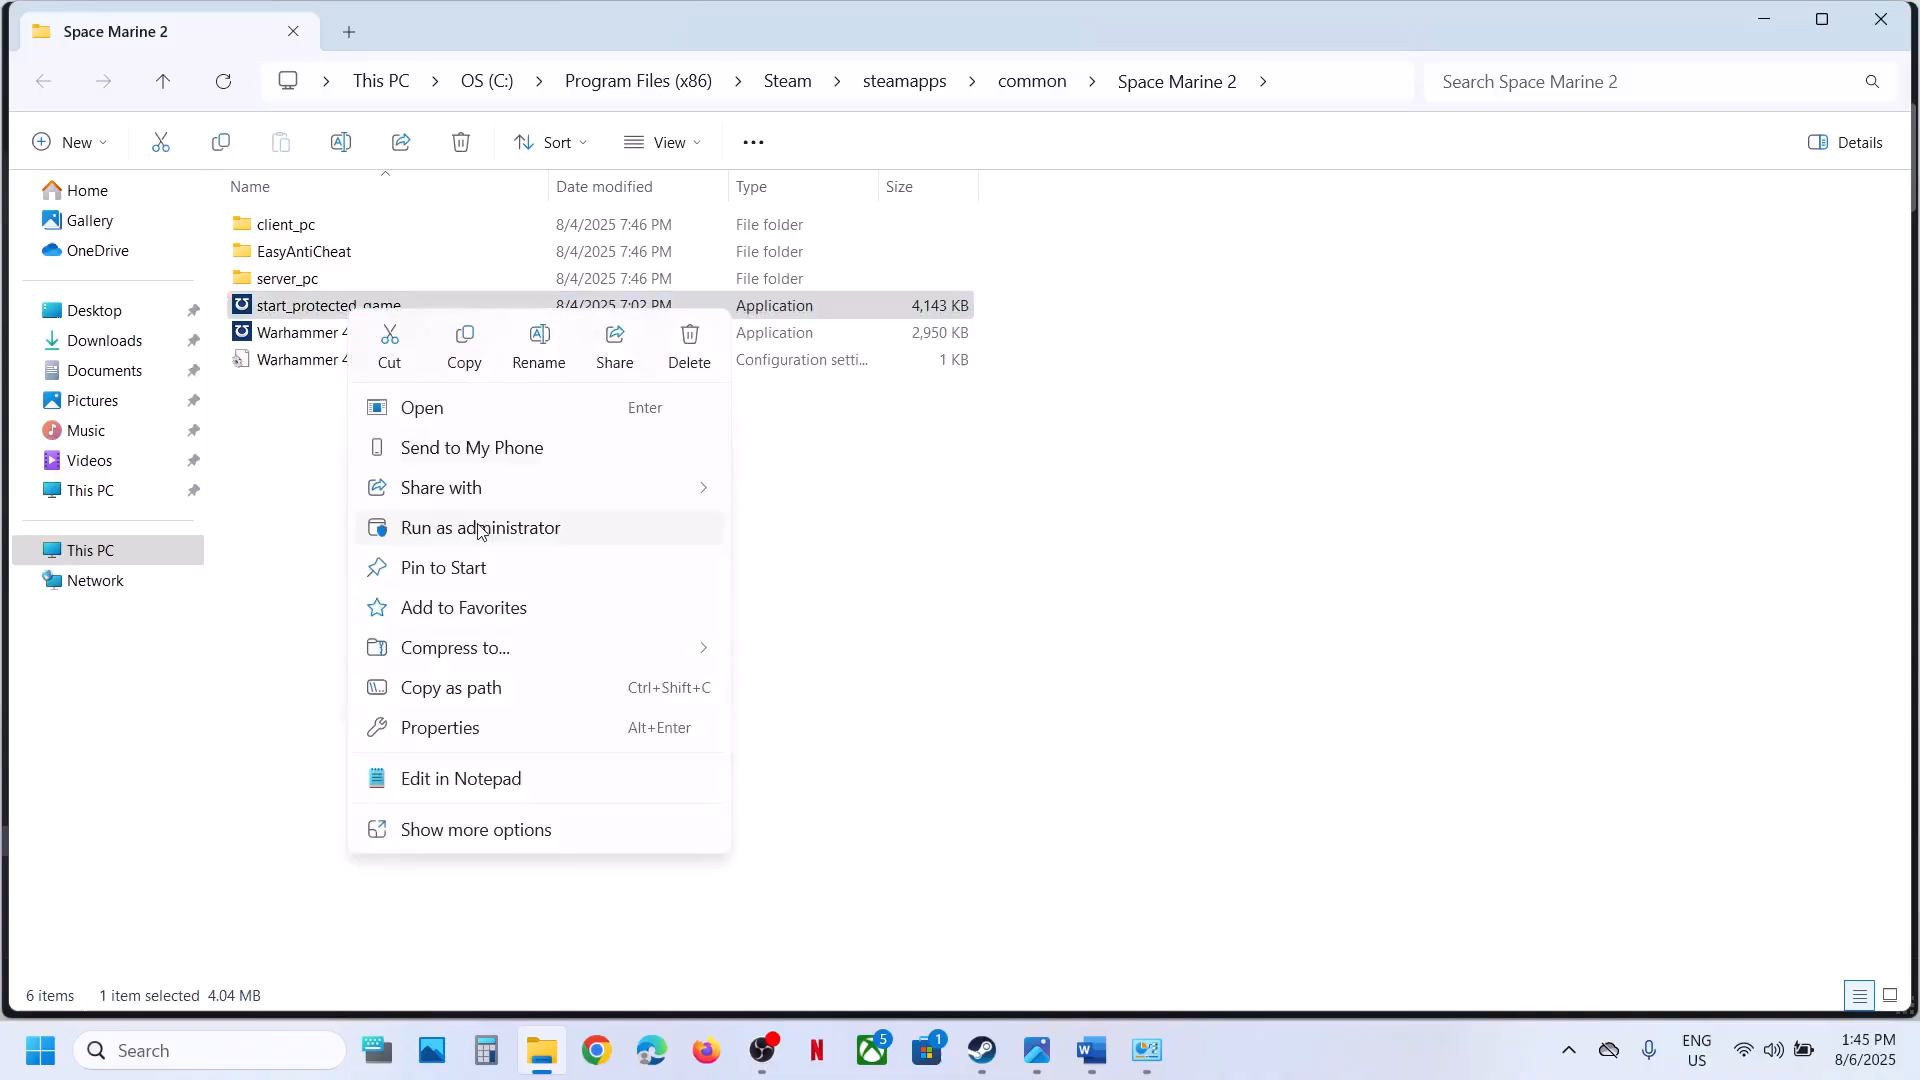 Space Marine 2
This PC
OS (C:)
Program Files (x86)
Steam
steamapps
common
Space Marine 2
Search Space Marine 2
New
Sort
View
Details
Name
Date modified
Type
Size
Home
Gallery
OneDrive
Desktop
Downloads
Documents
Pictures
Music
Videos
This PC
This PC
Network
client_pc 8/4/2025 7:46 PM File folder
EasyAntiCheat 8/4/2025 7:46 PM File folder
server_pc 8/4/2025 7:46 PM File folder
start_protected_game 8/4/2025 7:02 PM Application 4,143 KB
Warhammer 4 Application 2,950 KB
Warhammer 4 Configuration setti... 1 KB
Cut
Copy
Rename
Share
Delete
Open Enter
Send to My Phone
Share with
Run as administrator
Pin to Start
Add to Favorites
Compress to...
Copy as path Ctrl+Shift+C
Properties Alt+Enter
Edit in Notepad
Show more options
6 items 1 item selected 4.04 MB
Search
N
5
1
W
ENG
US
1:45 PM
8/6/2025